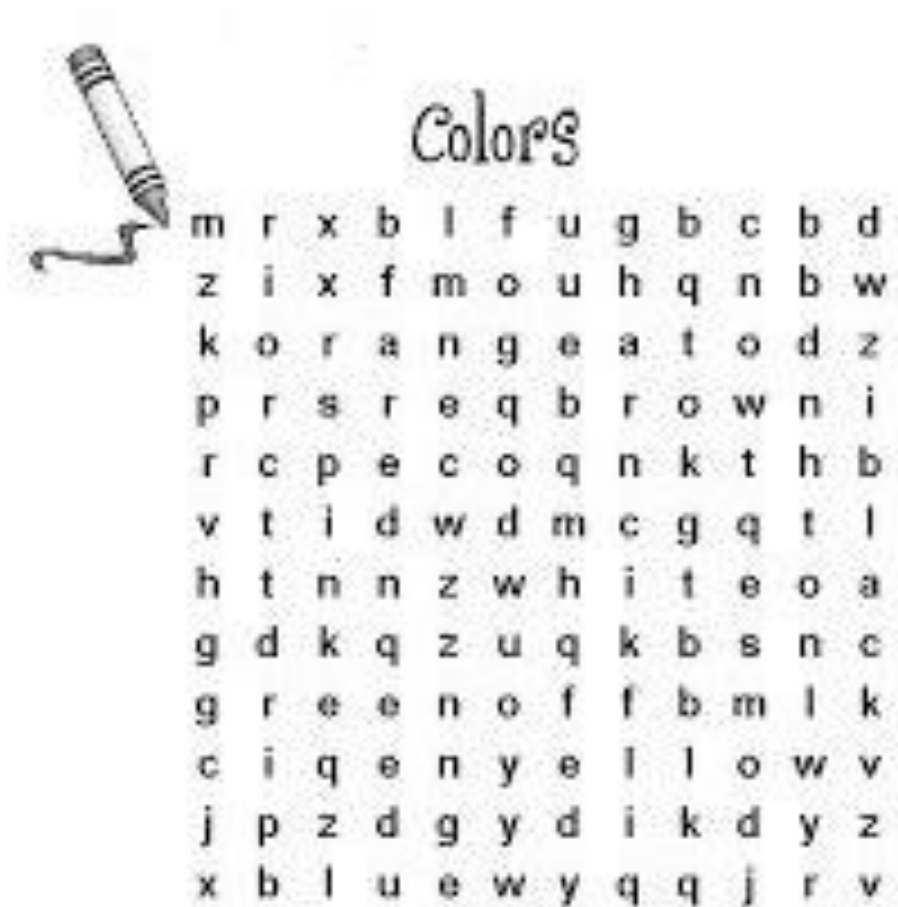 Colors
m r x b l f u g b c b d
z i x f m o u h q n b w
k o r a n g e a t o d z
p r s r e q b r o w n i
r c p e c o q n k t h b
v t i d w d m c g q t l
h t n n z w h i t e o a
g d k q z u q k b s n c
g r e e n o f f b m l k
c i q e n y e l l o w v
j p z d g y d i k d y z
x b l u e w y q q j r v